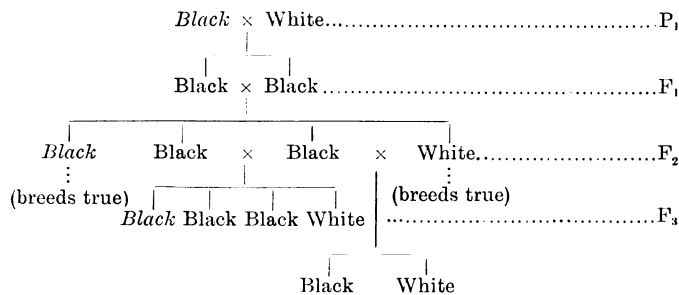 Black × White.............................................................P₁
Black × Black.............................................................F₁
Black Black × Black × White.............................................................F₂
(breeds true) (breeds true)
Black Black Black White .............................................................F₃
Black White